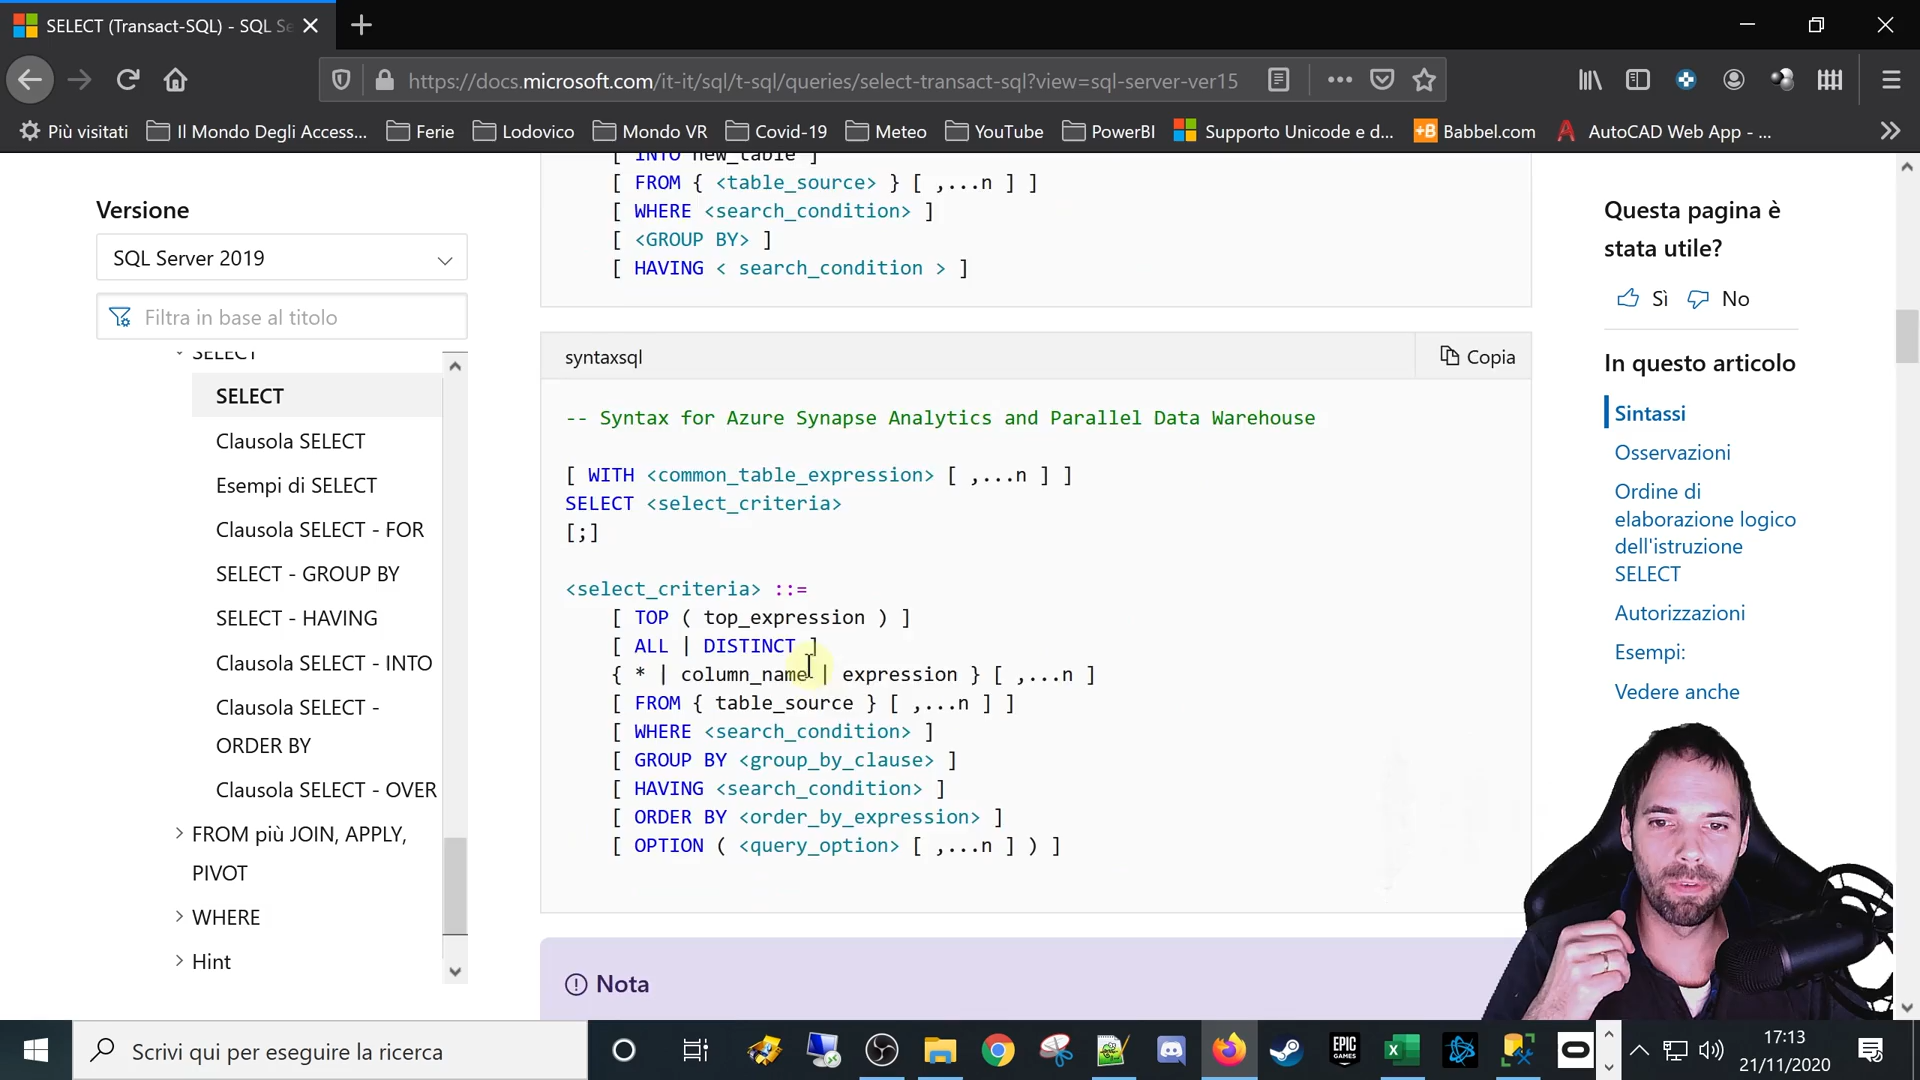 SELECT (Transact-SQL) - SQL Se
https://docs.microsoft.com/it-it/sql/t-sql/queries/select-transact-sql?view=sql-server-ver15
Più visitati
Il Mondo Degli Access...
Ferie
Lodovico
Mondo VR
Covid-19
Meteo
YouTube
PowerBI
Supporto Unicode e d...
+B Babbel.com
AutoCAD Web App - ...
Versione
SQL Server 2019
Filtra in base al titolo
SELECT
SELECT
Clausola SELECT
Esempi di SELECT
Clausola SELECT - FOR
SELECT - GROUP BY
SELECT - HAVING
Clausola SELECT - INTO
Clausola SELECT -
ORDER BY
Clausola SELECT - OVER
FROM più JOIN, APPLY,
PIVOT
WHERE
Hint
[ INTO new_table ]
[ FROM { <table_source> } [ ,...n ] ]
[ WHERE <search_condition> ]
[ <GROUP BY> ]
[ HAVING < search_condition > ]
syntaxsql
Copia
-- Syntax for Azure Synapse Analytics and Parallel Data Warehouse
[ WITH <common_table_expression> [ ,...n ] ]
SELECT <select_criteria>
[;]
<select_criteria> ::=
[ TOP ( top_expression ) ]
[ ALL | DISTINCT ]
{ * | column_name | expression } [ ,...n ]
[ FROM { table_source } [ ,...n ] ]
[ WHERE <search_condition> ]
[ GROUP BY <group_by_clause> ]
[ HAVING <search_condition> ]
[ ORDER BY <order_by_expression> ]
[ OPTION ( <query_option> [ ,...n ] ) ]
Nota
Questa pagina è
stata utile?
Sì No
In questo articolo
Sintassi
Osservazioni
Ordine di
elaborazione logico
dell'istruzione
SELECT
Autorizzazioni
Esempi:
Vedere anche
Scrivi qui per eseguire la ricerca
EPIC
GAMES
17:13
21/11/2020